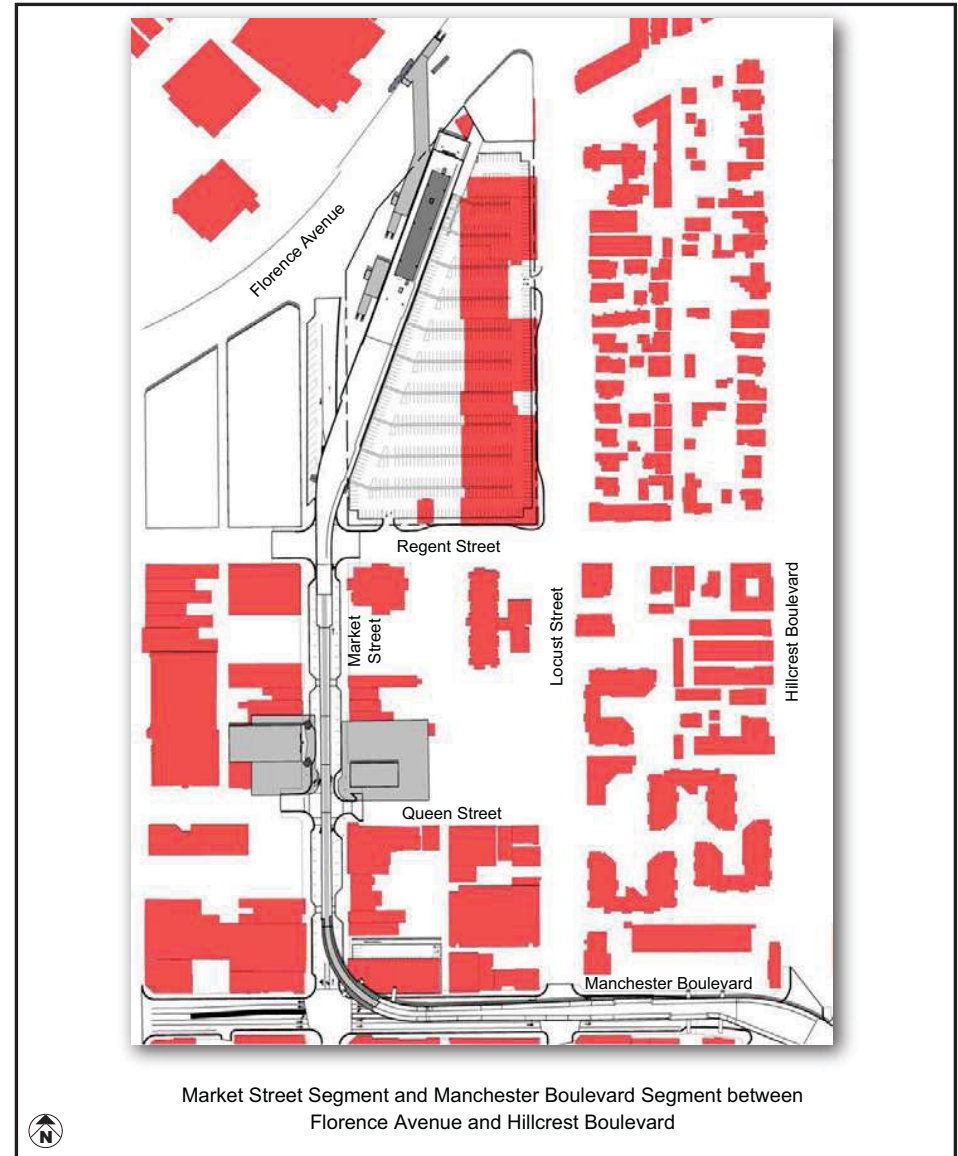 Florence Avenue
Regent Street
Market
Street
Locust Street
Hillcrest Boulevard
Queen Street
Manchester Boulevard
Market Street Segment and Manchester Boulevard Segment between
Florence Avenue and Hillcrest Boulevard
N